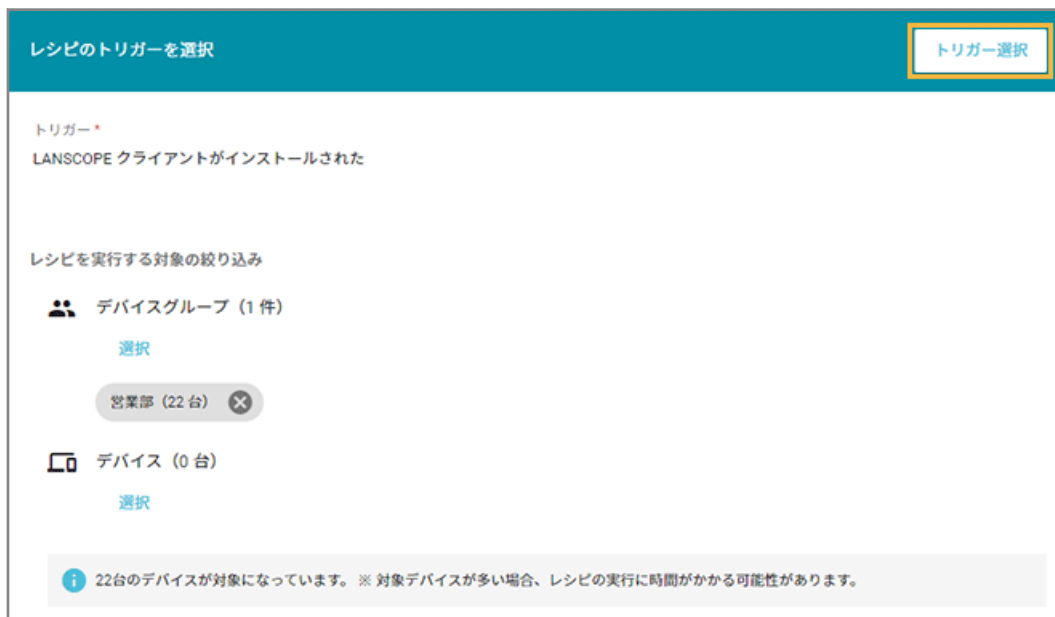 レシピのトリガーを選択
トリガー選択
トリガー*
LANSCOPE クライアントがインストールされた
レシピを実行する対象の絞り込み
デバイスグループ（1 件）
選択
営業部（22 台）
デバイス（0 台）
選択
22台のデバイスが対象になっています。 ※ 対象デバイスが多い場合、レシピの実行に時間がかかる可能性があります。